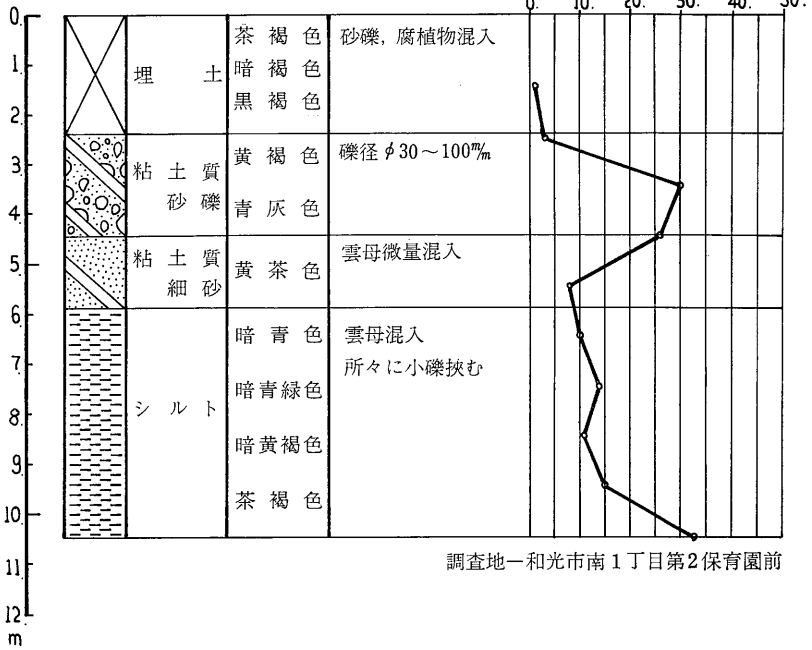 0. 10. 20. 30. 40. 50.
0.
1.
2.
3.
4.
5.
6.
7.
8.
9.
10.
11.
12.
m
埋土
茶褐色
暗褐色
黒褐色
砂礫,腐植物混入
粘土質
砂礫
黄褐色
青灰色
礫径φ30～100㎜
粘土質
細砂
黄茶色
雲母微量混入
シルト
暗青色
暗青緑色
暗黄褐色
茶褐色
雲母混入
所々に小礫挟む
調査地－和光市南1丁目第2保育園前